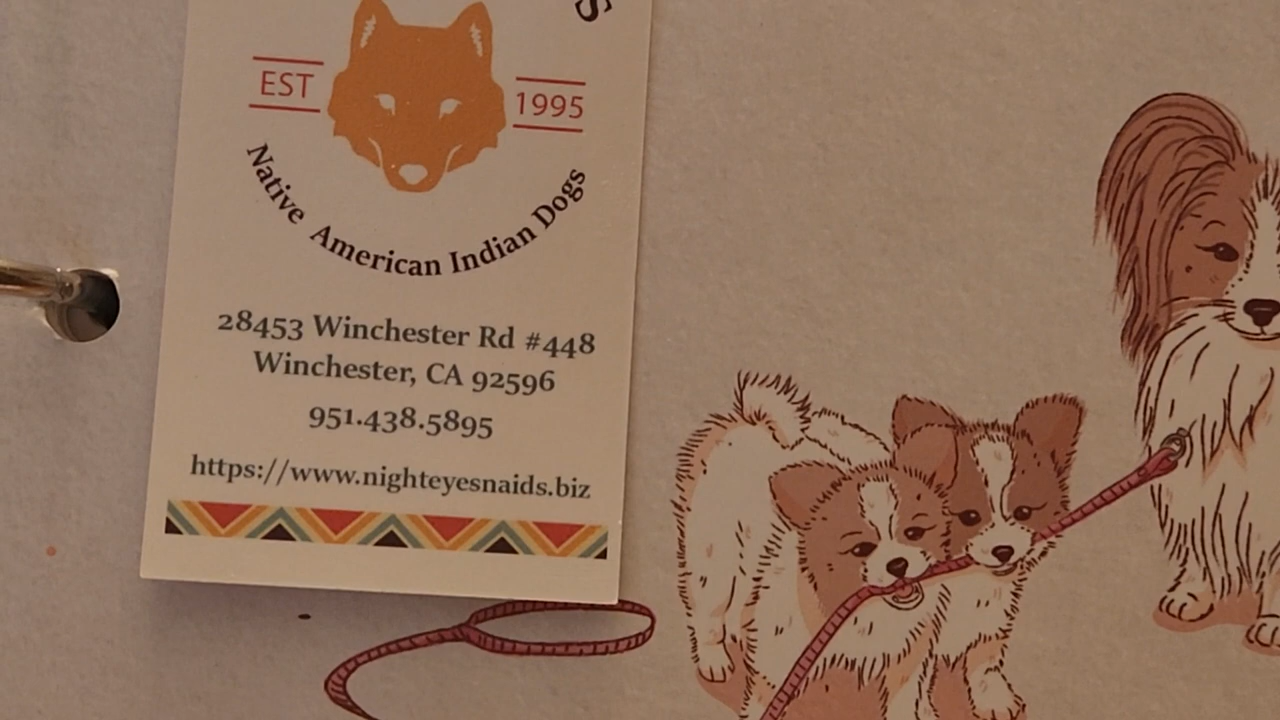 S
EST
1995
Native American Indian Dogs
28453 Winchester Rd #448
Winchester, CA 92596
951.438.5895
https://www.nighteyesnaids.biz